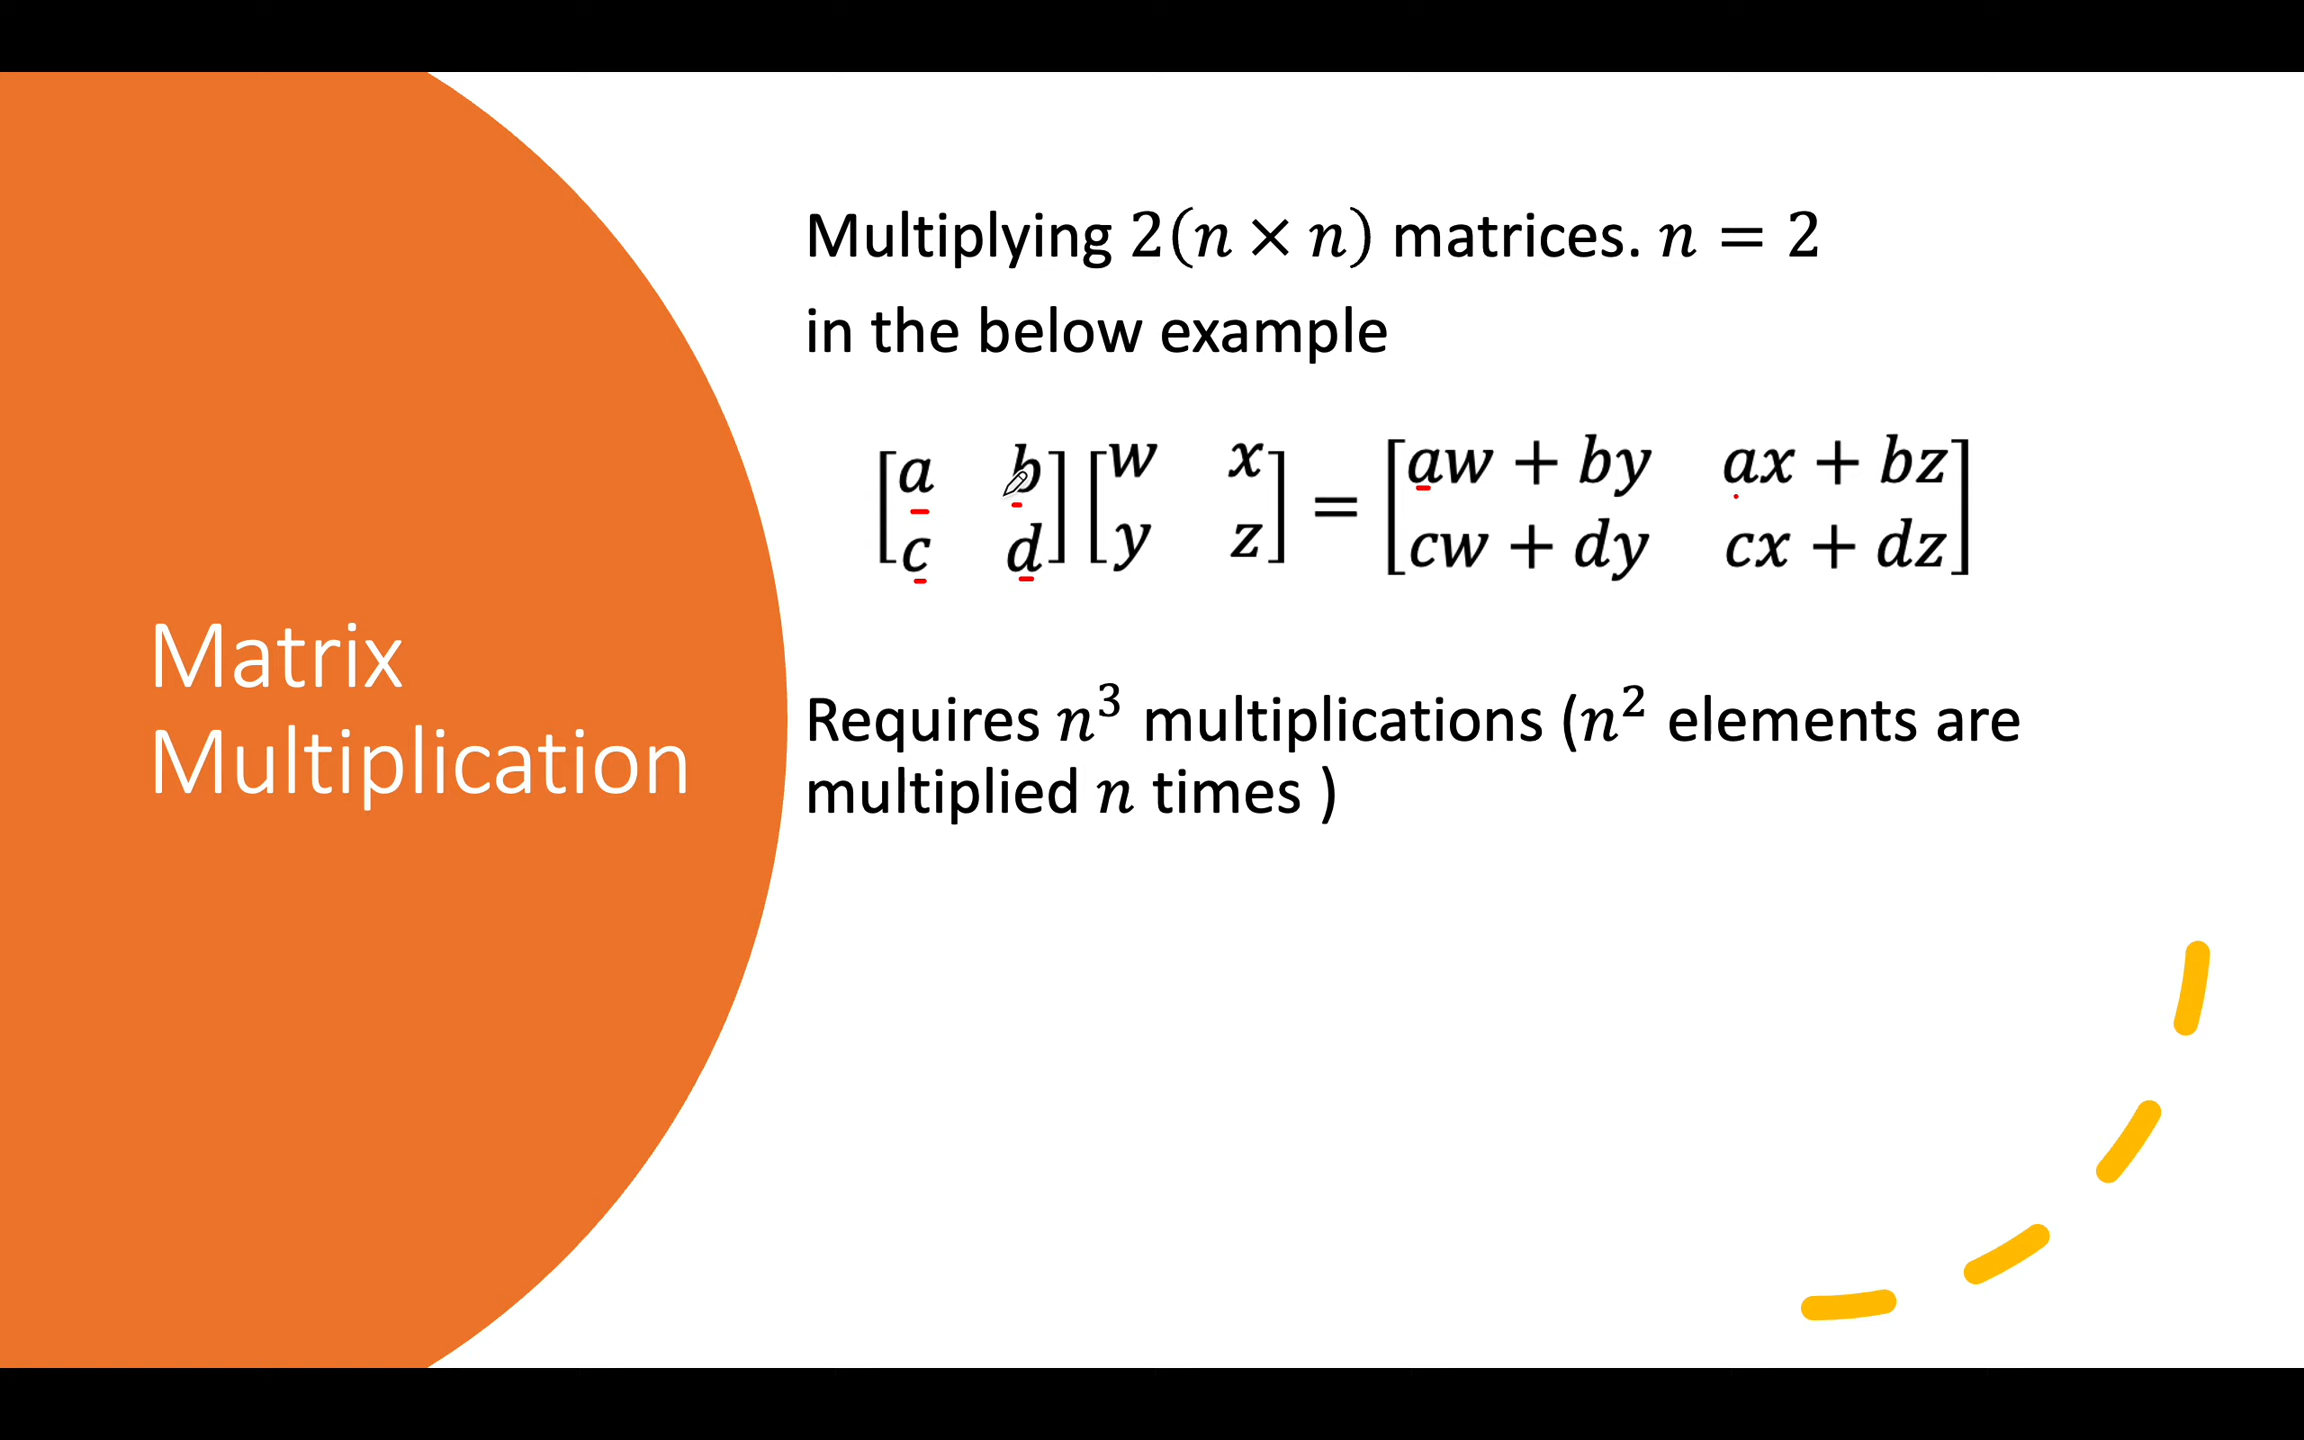 Matrix
Multiplication
Multiplying 2(n × n) matrices. n = 2
in the below example
[a b][w x] = [aw + by ax + bz]
[c d][y z] [cw + dy cx + dz]
Requires n³ multiplications (n² elements are
multiplied n times )